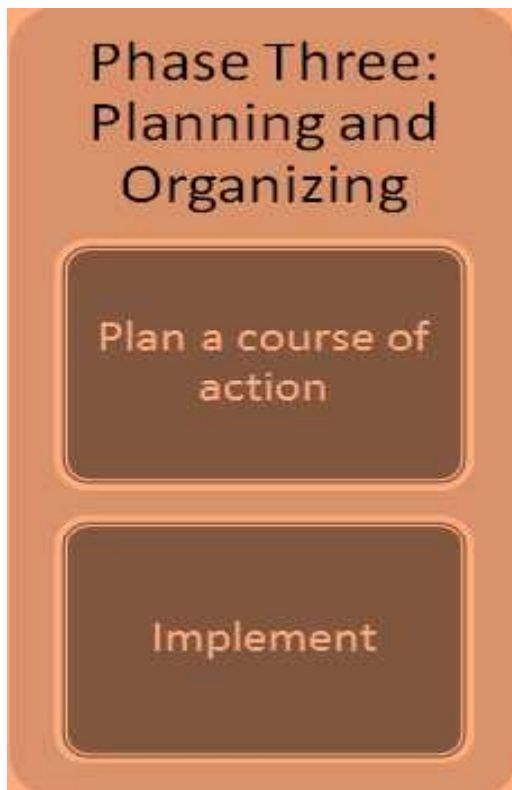 Phase Three:
Planning and
Organizing
Plan a course of
action
Implement